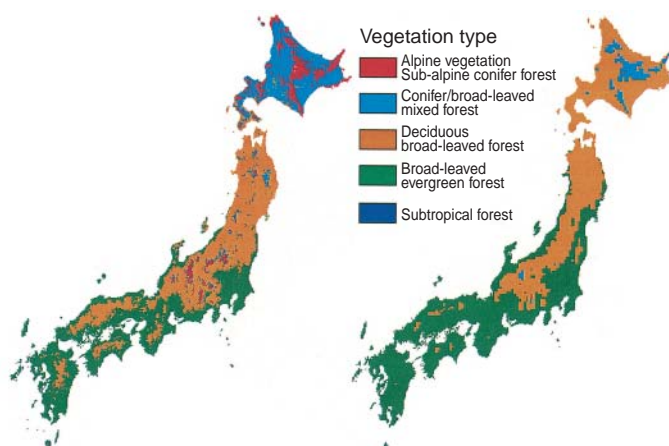 Vegetation type
Alpine vegetation
Sub-alpine conifer forest
Conifer/broad-leaved
mixed forest
Deciduous
broad-leaved forest
Broad-leaved
evergreen forest
Subtropical forest